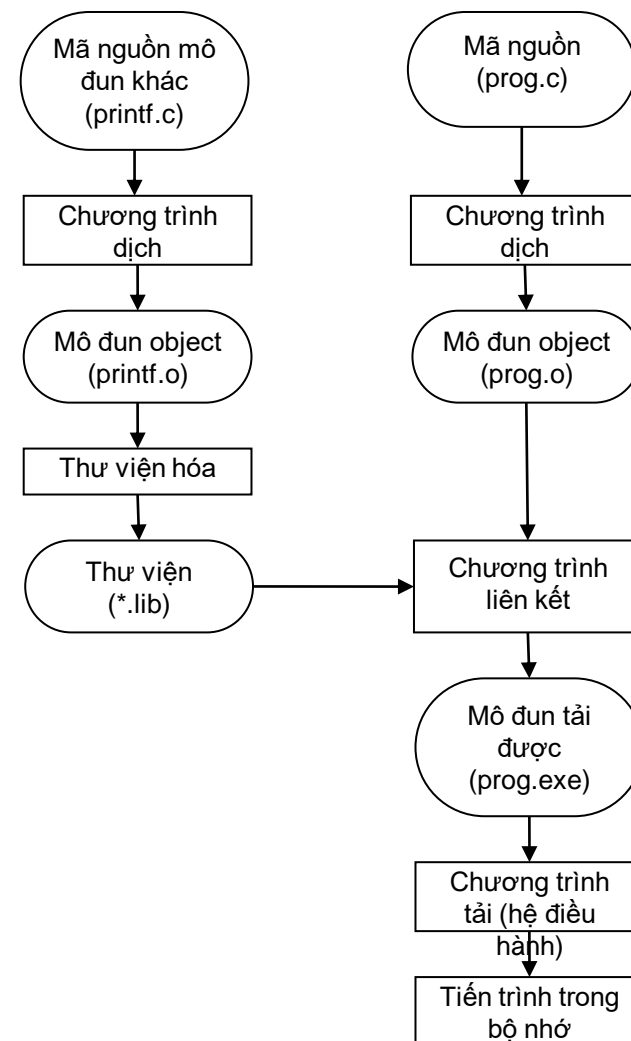 Mã nguồn mô
đun khác
(printf.c)
Chương trình
dịch
Mô đun object
(printf.o)
Thư viện hóa
Thư viện
(*.lib)
Mã nguồn
(prog.c)
Chương trình
dịch
Mô đun object
(prog.o)
Chương trình
liên kết
Mô đun tải
được
(prog.exe)
Chương trình
tải (hệ điều
hành)
Tiến trình trong
bộ nhớ